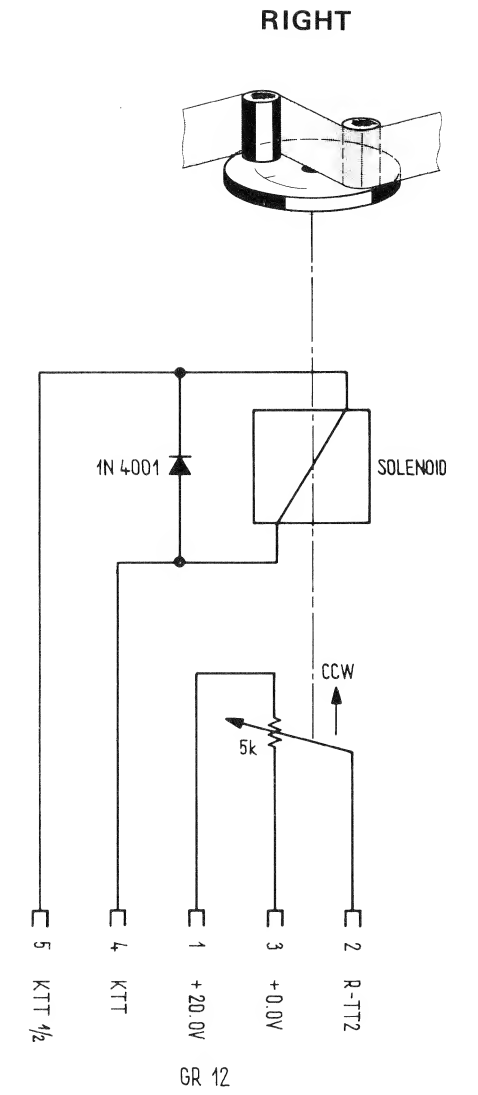 RIGHT
1N 4001
SOLENOID
CCW
5k
5 KTT 1/2
4 KTT
1 + 20.0V
3 + 0.0V
2 R-TT2
GR 12